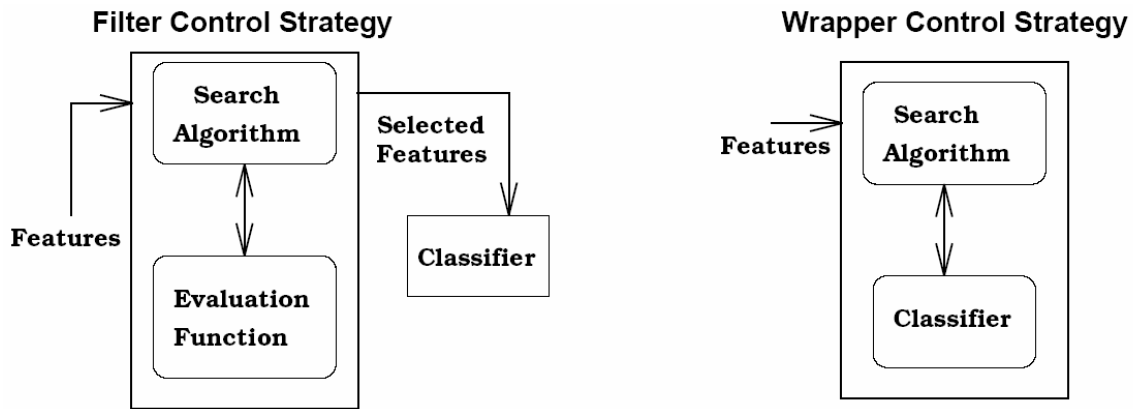 Filter Control Strategy
Search
Algorithm
Features
Evaluation
Function
Selected
Features
Classifier
Wrapper Control Strategy
Features
Search
Algorithm
Classifier